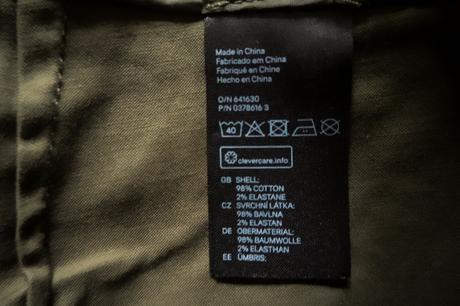 Made in China
Fabricado em China
Fabriqué en Chine
Hecho en China
O/N 641630
P/N 0378616 3
40
clevercare.info
GB SHELL:
98% COTTON
2% ELASTANE
CZ SVRCHNÍ LÁTKA:
98% BAVLNA
2% ELASTAN
DE OBERMATERIAL:
98% BAUMWOLLE
2% ELASTHAN
EE ÜMBRIS: